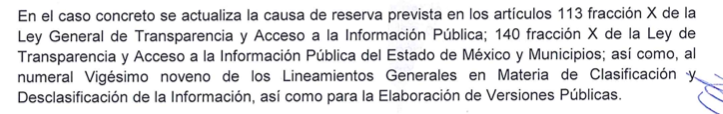 En el caso concreto se actualiza la causa de reserva prevista en los artículos 113 fracción X de la
Ley General de Transparencia y Acceso a la Información Pública; 140 fracción X de la Ley de
Transparencia y Acceso a la Información Pública del Estado de México y Municipios; así como, al
numeral Vigésimo noveno de los Lineamientos Generales en Materia de Clasificación y
Desclasificación de la Información, así como para la Elaboración de Versiones Públicas.